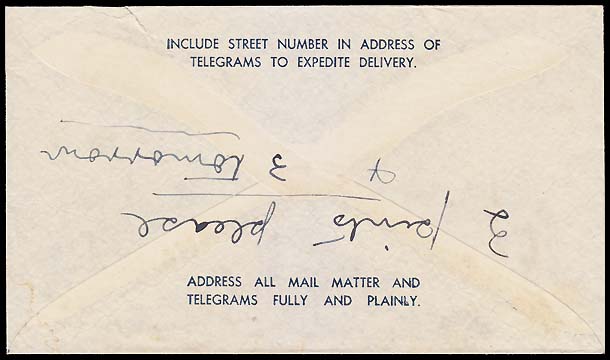 INCLUDE STREET NUMBER IN ADDRESS OF
TELEGRAMS TO EXPEDITE DELIVERY.
2 pints please
& 3 tomorrow
ADDRESS ALL MAIL MATTER AND
TELEGRAMS FULLY AND PLAINLY.